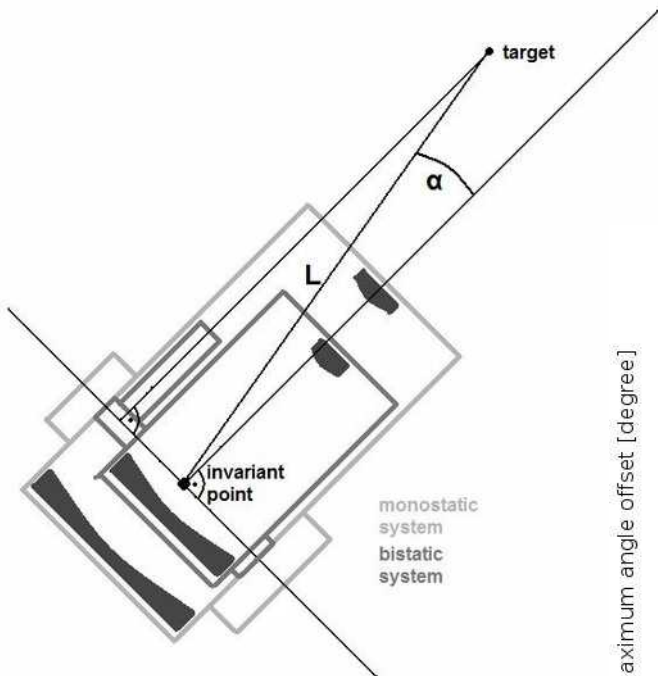 target
α
L
invariant
point
monostatic
system
bistatic
system
aximum angle offset [degree]